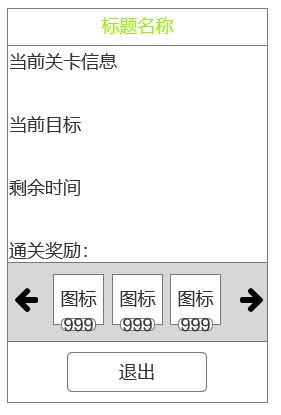 标题名称
当前关卡信息
当前目标
剩余时间
通关奖励：
图标 图标 图标
999 999 999
退出